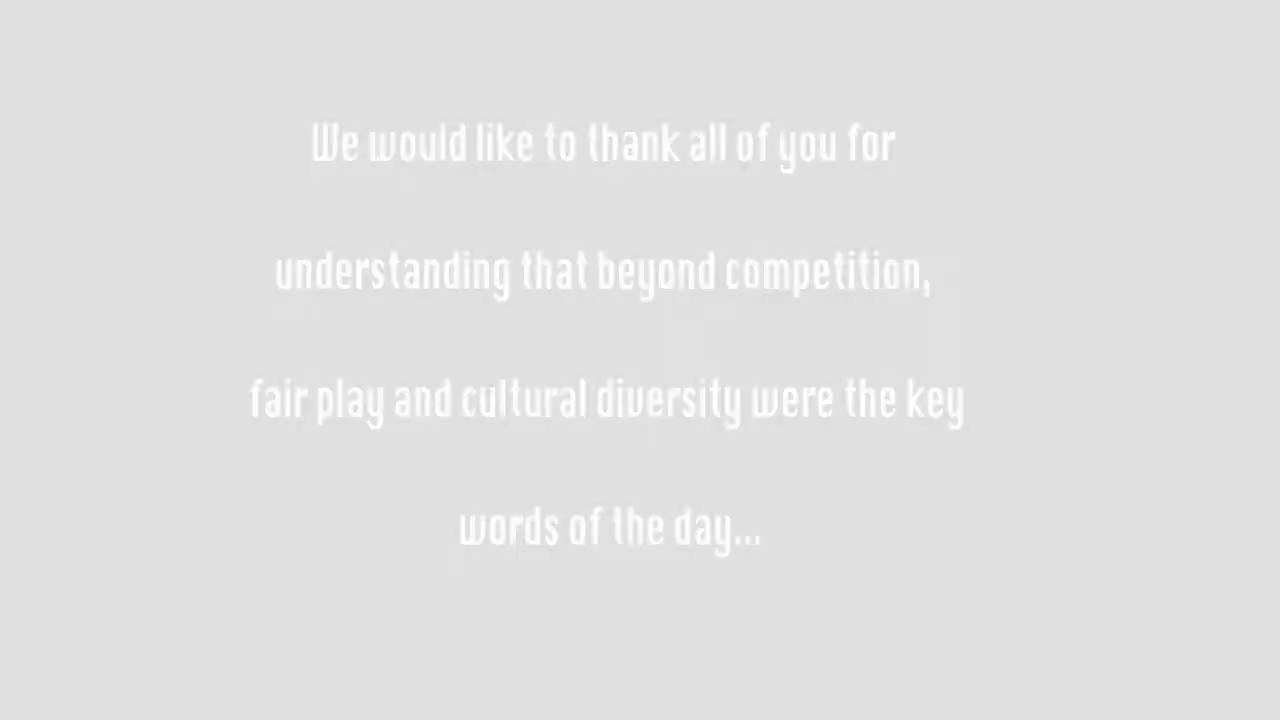 We would like to thank all of you for
understanding that beyond competition,
fair play and cultural diversity were the key
words of the day...